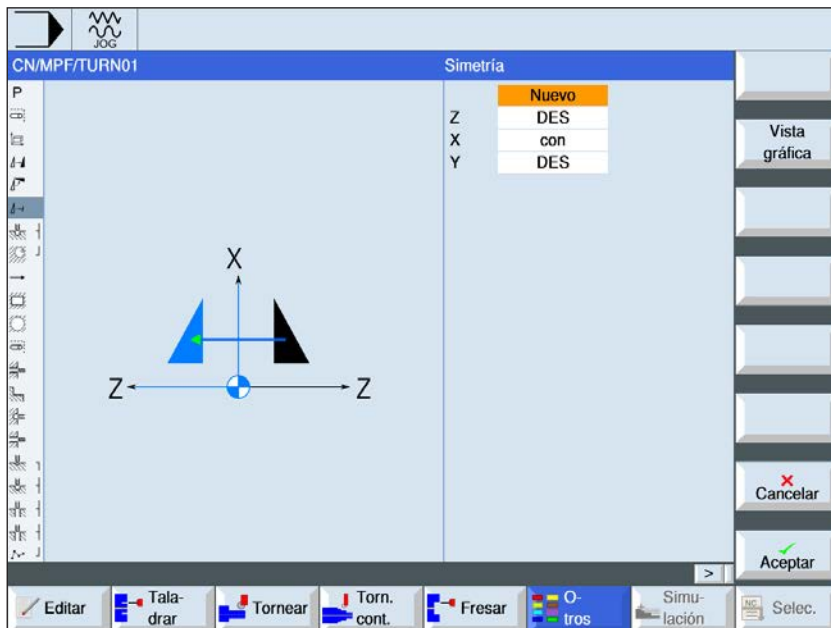 JOG
CN/MPF/TURN01
Simetría
P
Nuevo
Z DES
X con
Y DES
Vista
gráfica
X
Z
Z
Cancelar
Aceptar
>
Editar
Tala-
drar
Tornear
Torn.
cont.
Fresar
O-
tros
Simu-
lación
NC
Selec.